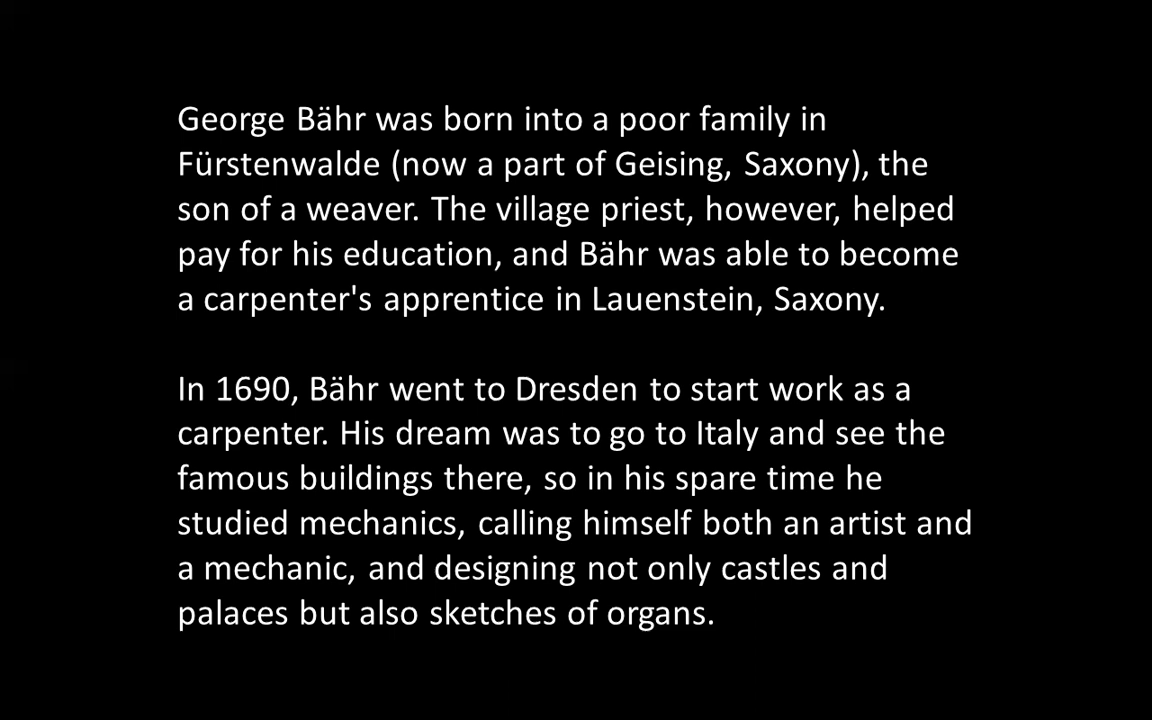 George Bähr was born into a poor family in
Fürstenwalde (now a part of Geising, Saxony), the
son of a weaver. The village priest, however, helped
pay for his education, and Bähr was able to become
a carpenter's apprentice in Lauenstein, Saxony.
In 1690, Bähr went to Dresden to start work as a
carpenter. His dream was to go to Italy and see the
famous buildings there, so in his spare time he
studied mechanics, calling himself both an artist and
a mechanic, and designing not only castles and
palaces but also sketches of organs.